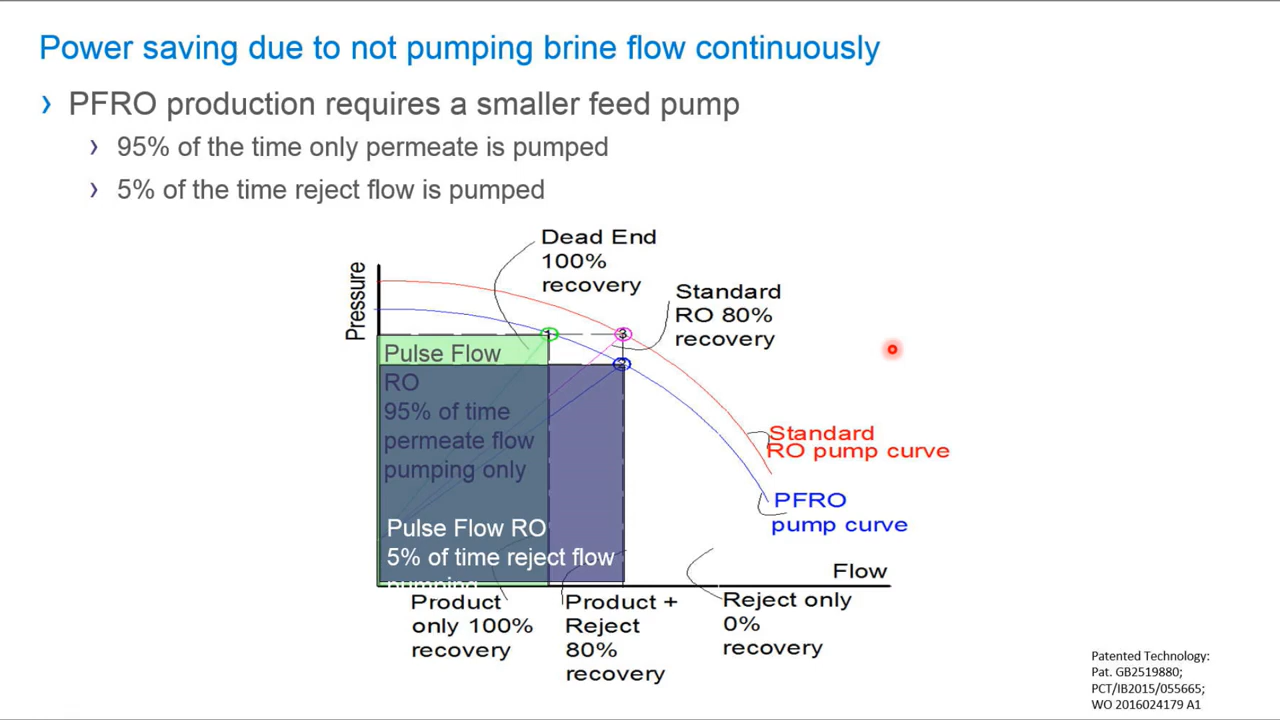 Power saving due to not pumping brine flow continuously
› PFRO production requires a smaller feed pump
› 95% of the time only permeate is pumped
› 5% of the time reject flow is pumped
Dead End
100%
recovery
Standard
RO 80%
recovery
Pressure
1
3
2
Pulse Flow
RO
95% of time
permeate flow
pumping only
Pulse Flow RO
5% of time reject flow
pumping
Standard
RO pump curve
PFRO
pump curve
Flow
Product
only 100%
recovery
Product +
Reject
80%
recovery
Reject only
0%
recovery
Patented Technology:
Pat. GB2519880;
PCT/IB2015/055665;
WO 2016024179 A1